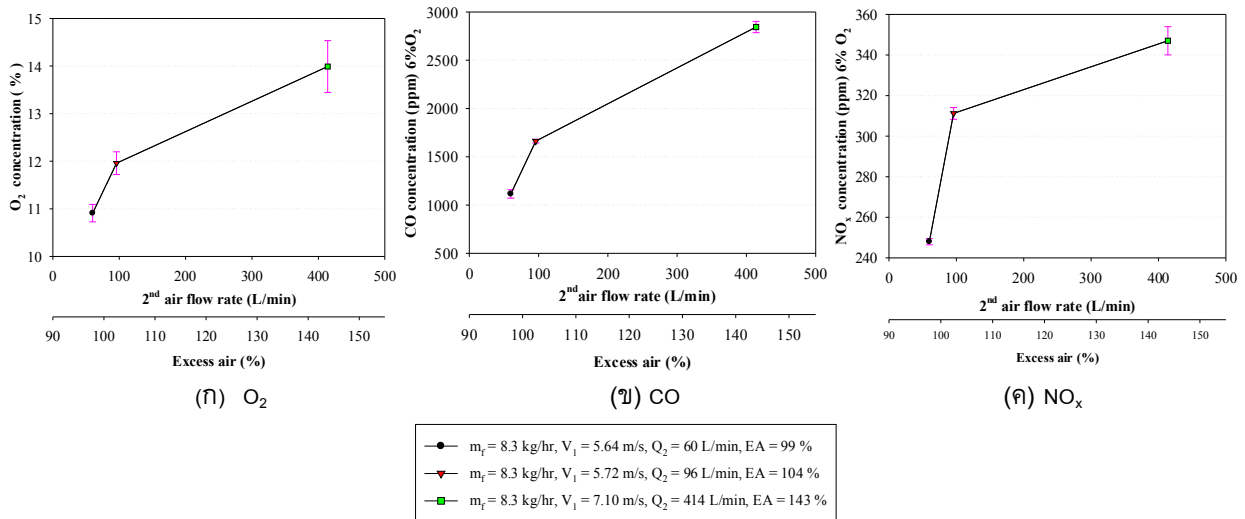 O₂ concentration ( % )
15
14
13
12
11
10
0 100 200 300 400 500
2ⁿᵈ air flow rate (L/min)
90 100 110 120 130 140 150
Excess air (%)
(ก) O₂
CO concentration (ppm) 6%O₂
3000
2500
2000
1500
1000
500
0 100 200 300 400 500
2ⁿᵈ air flow rate (L/min)
90 100 110 120 130 140 150
Excess air (%)
(ข) CO
NOₓ concentration (ppm) 6% O₂
360
340
320
300
280
260
240
0 100 200 300 400 500
2ⁿᵈ air flow rate (L/min)
90 100 110 120 130 140 150
Excess air (%)
(ค) NOₓ
m_f = 8.3 kg/hr, V₁ = 5.64 m/s, Q₂ = 60 L/min, EA = 99 %
m_f = 8.3 kg/hr, V₁ = 5.72 m/s, Q₂ = 96 L/min, EA = 104 %
m_f = 8.3 kg/hr, V₁ = 7.10 m/s, Q₂ = 414 L/min, EA = 143 %